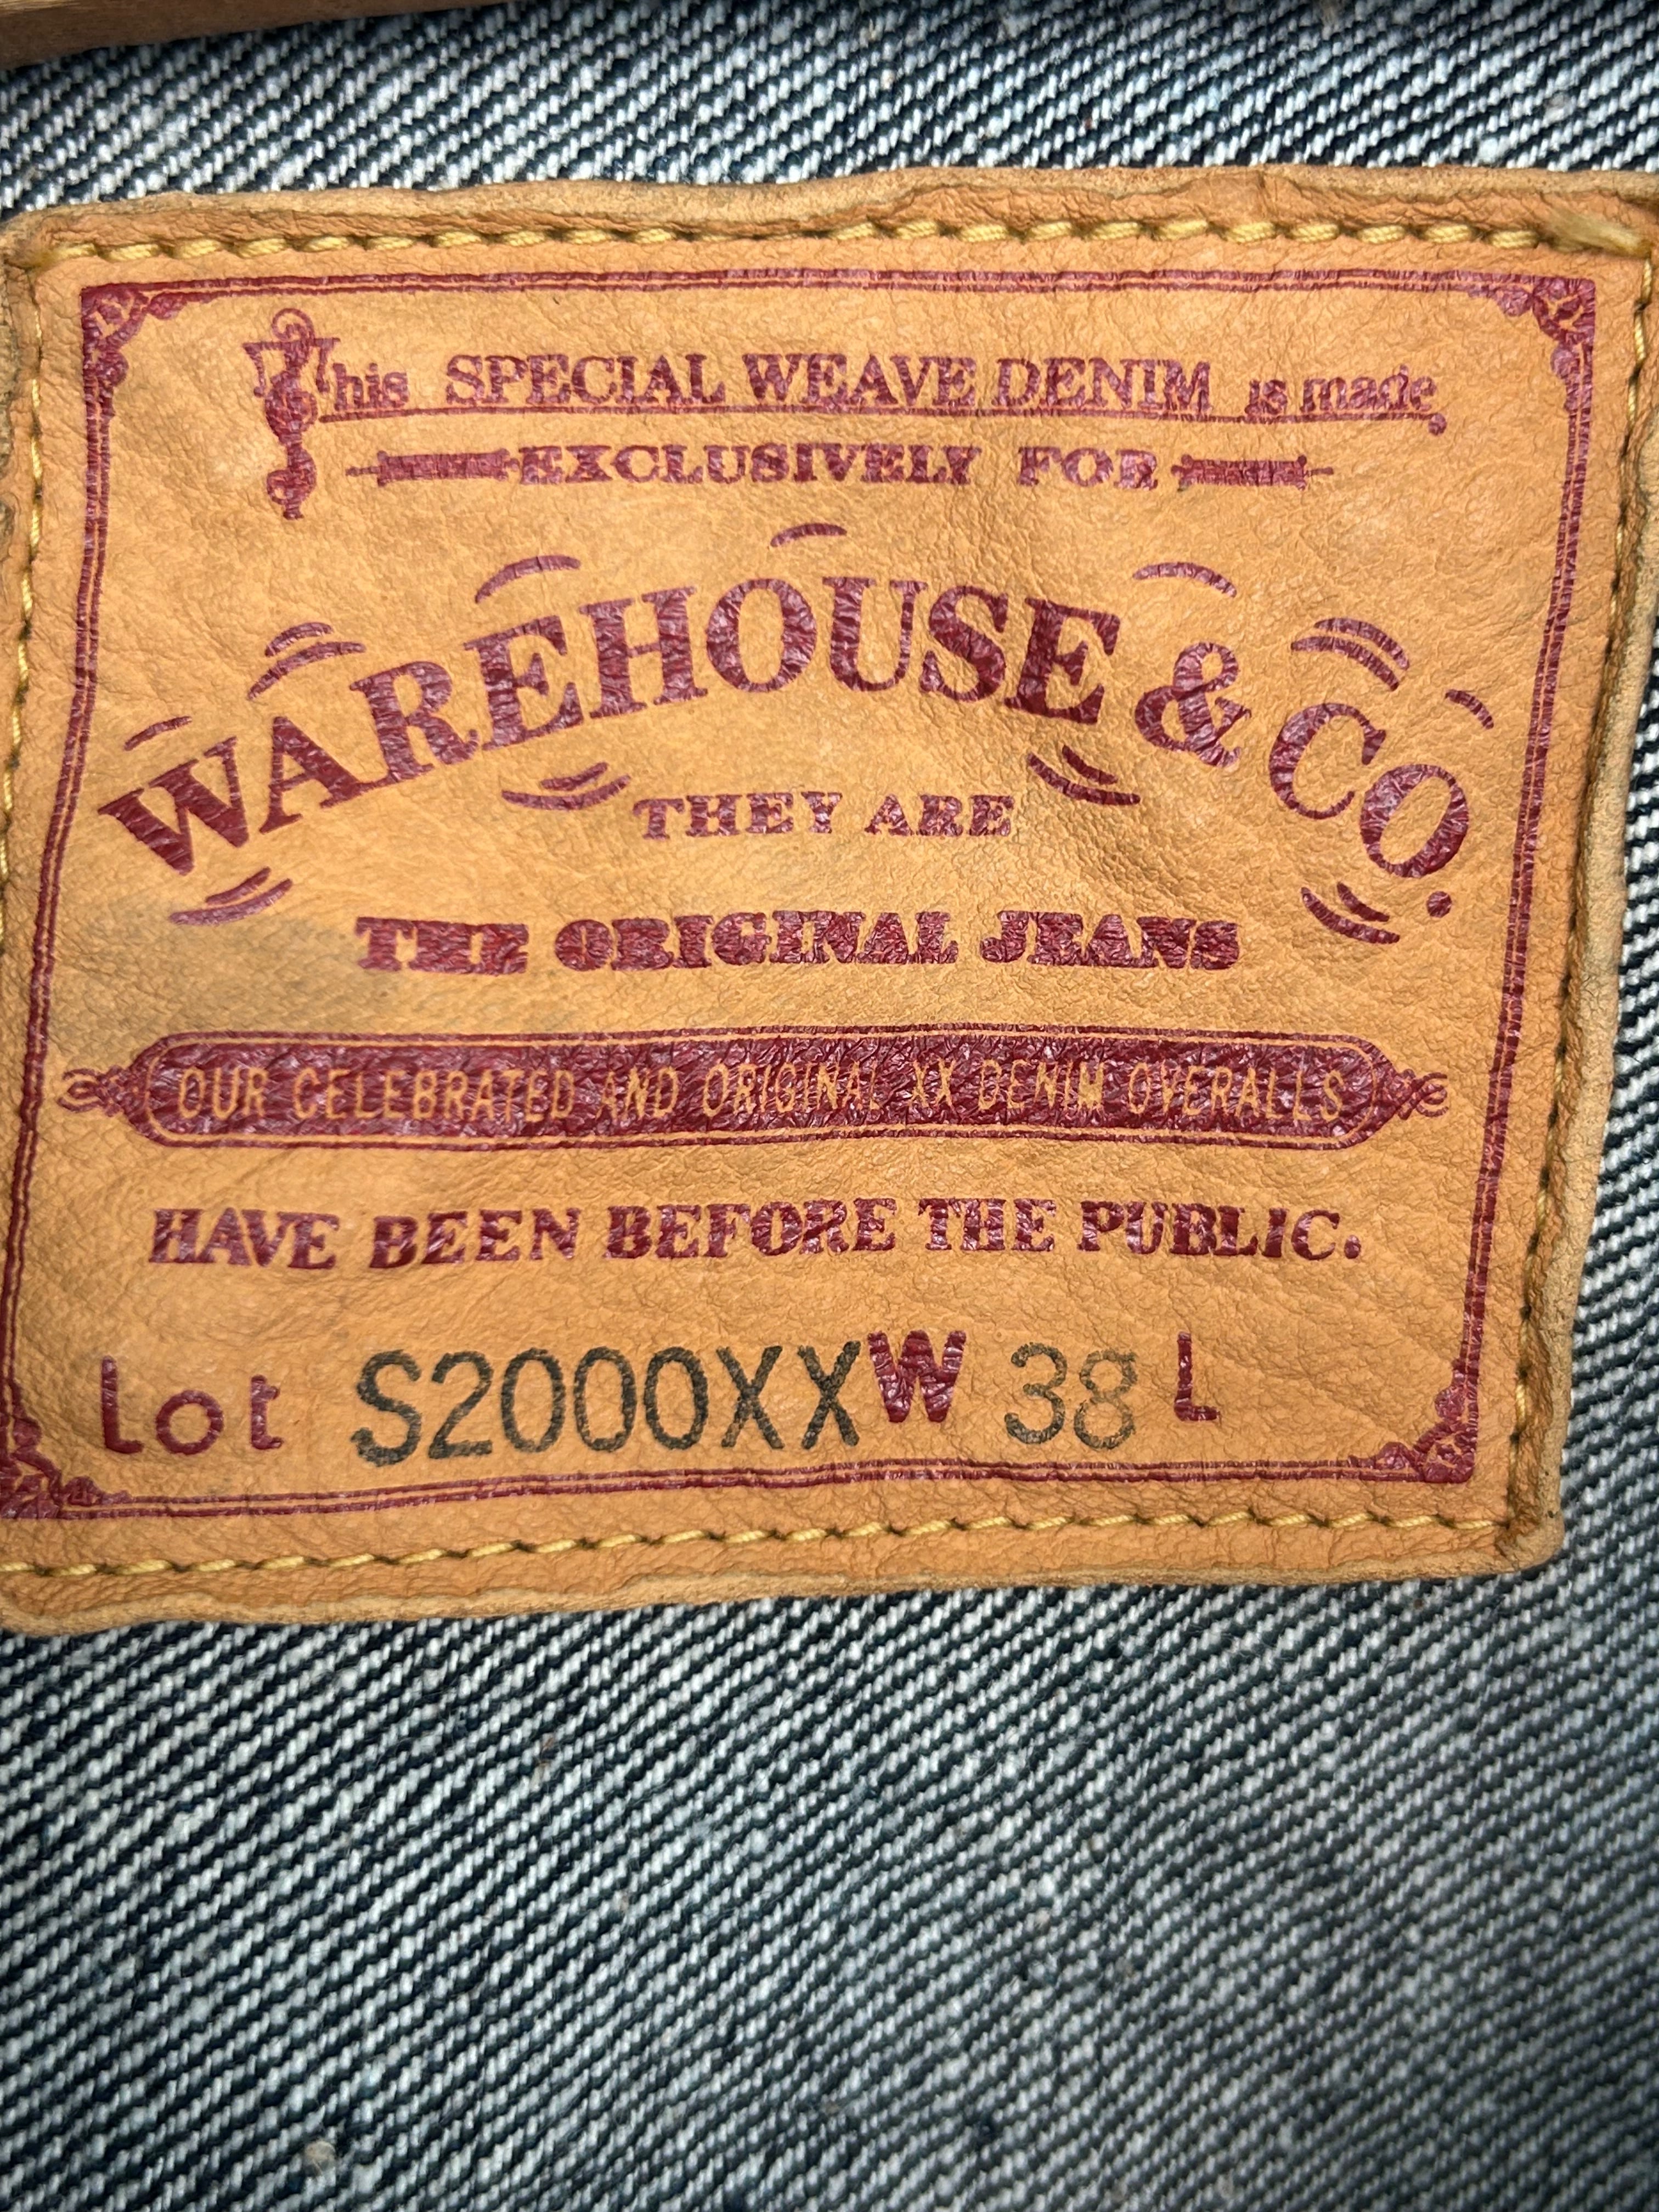 This SPECIAL WEAVE DENIM is made
EXCLUSIVELY FOR
WAREHOUSE & CO.
THEY ARE
THE ORIGINAL JEANS
OUR CELEBRATED AND ORIGINAL XX DENIM OVERALLS
HAVE BEEN BEFORE THE PUBLIC.
Lot S2000XX W 38 L